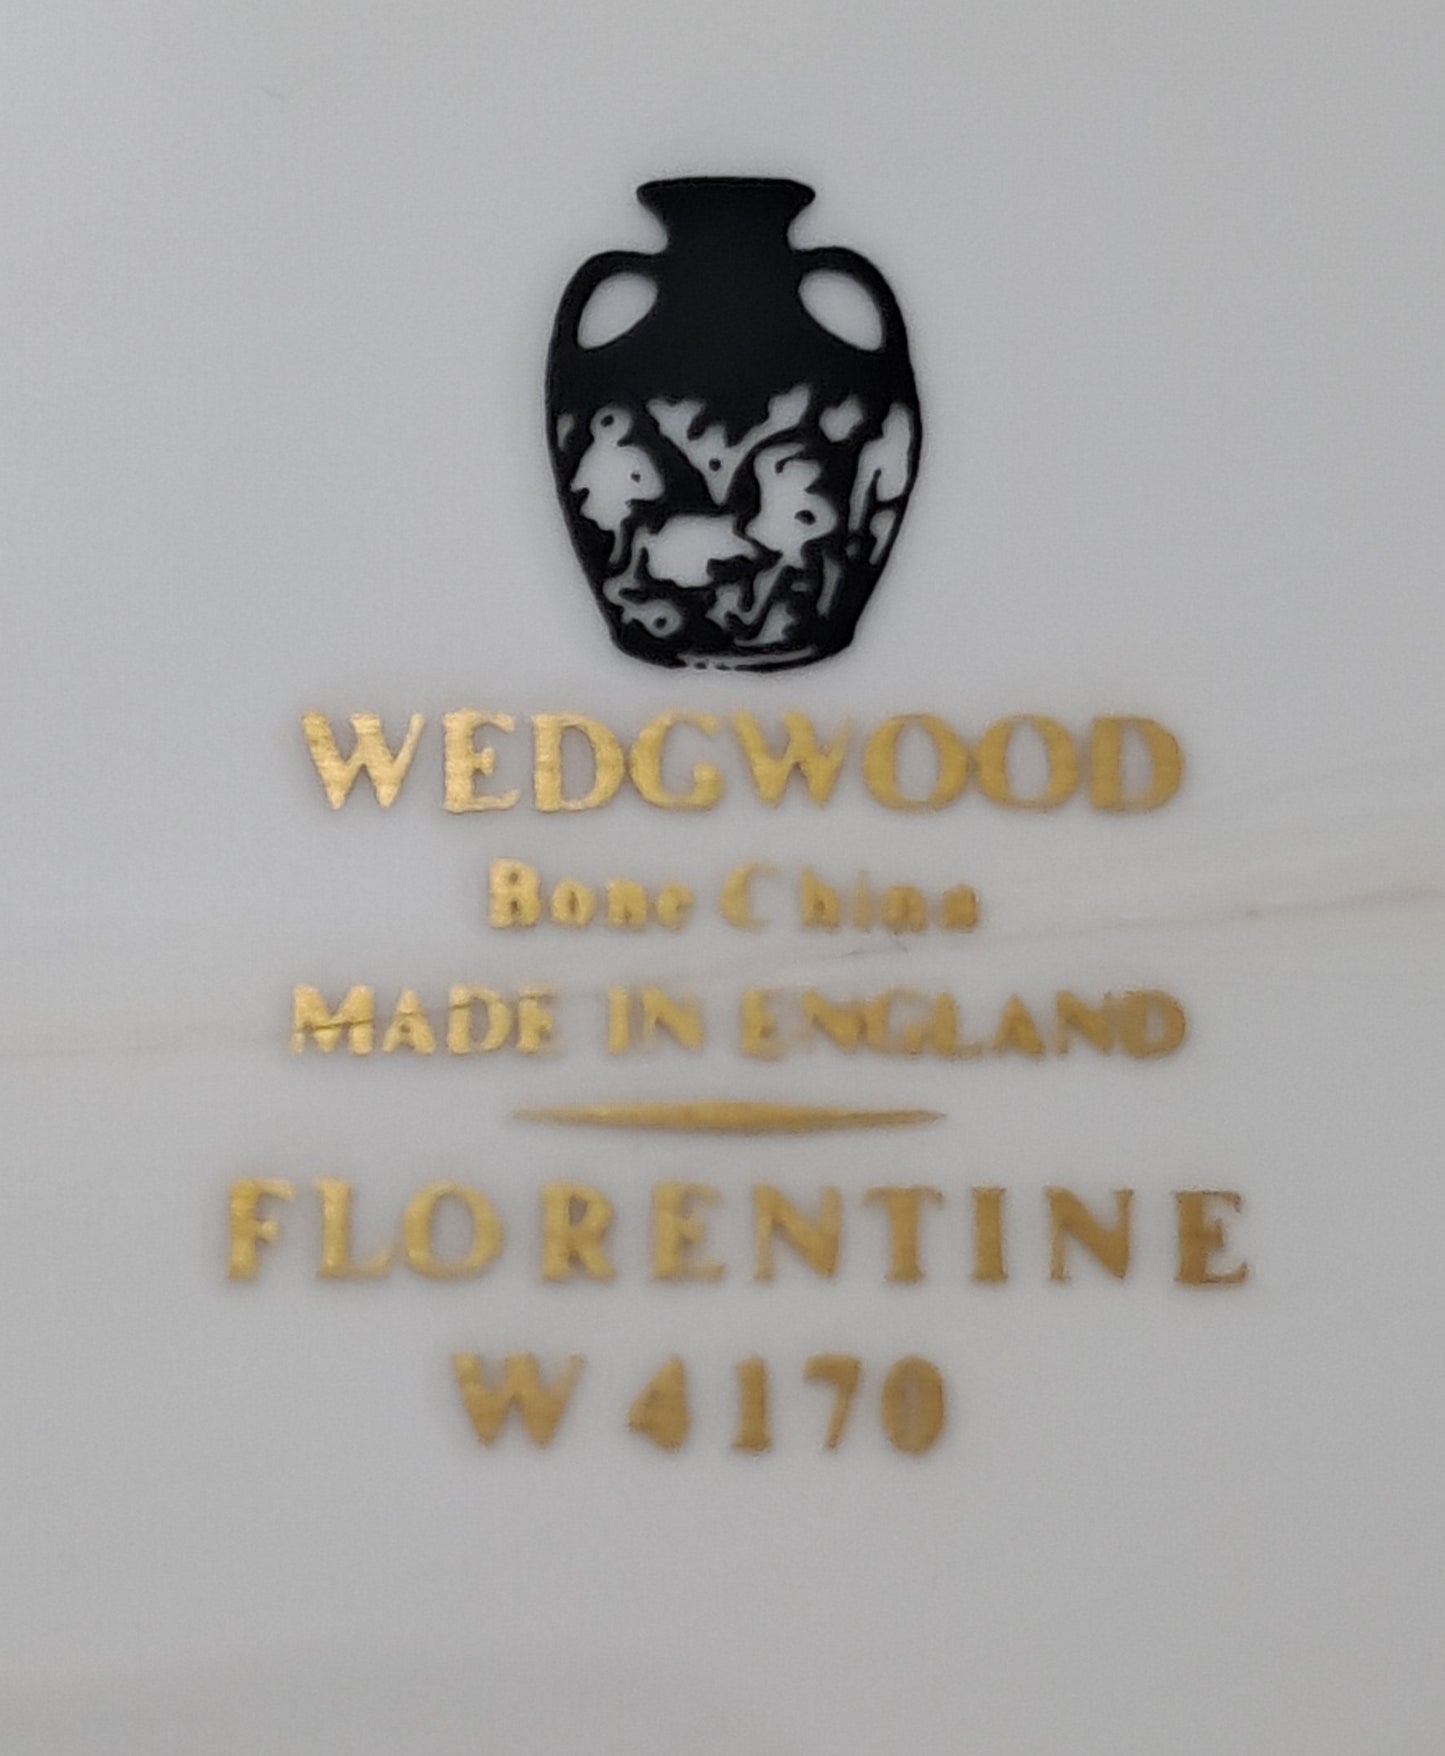 WEDGWOOD
Bone China
MADE IN ENGLAND
FLORENTINE
W 4170